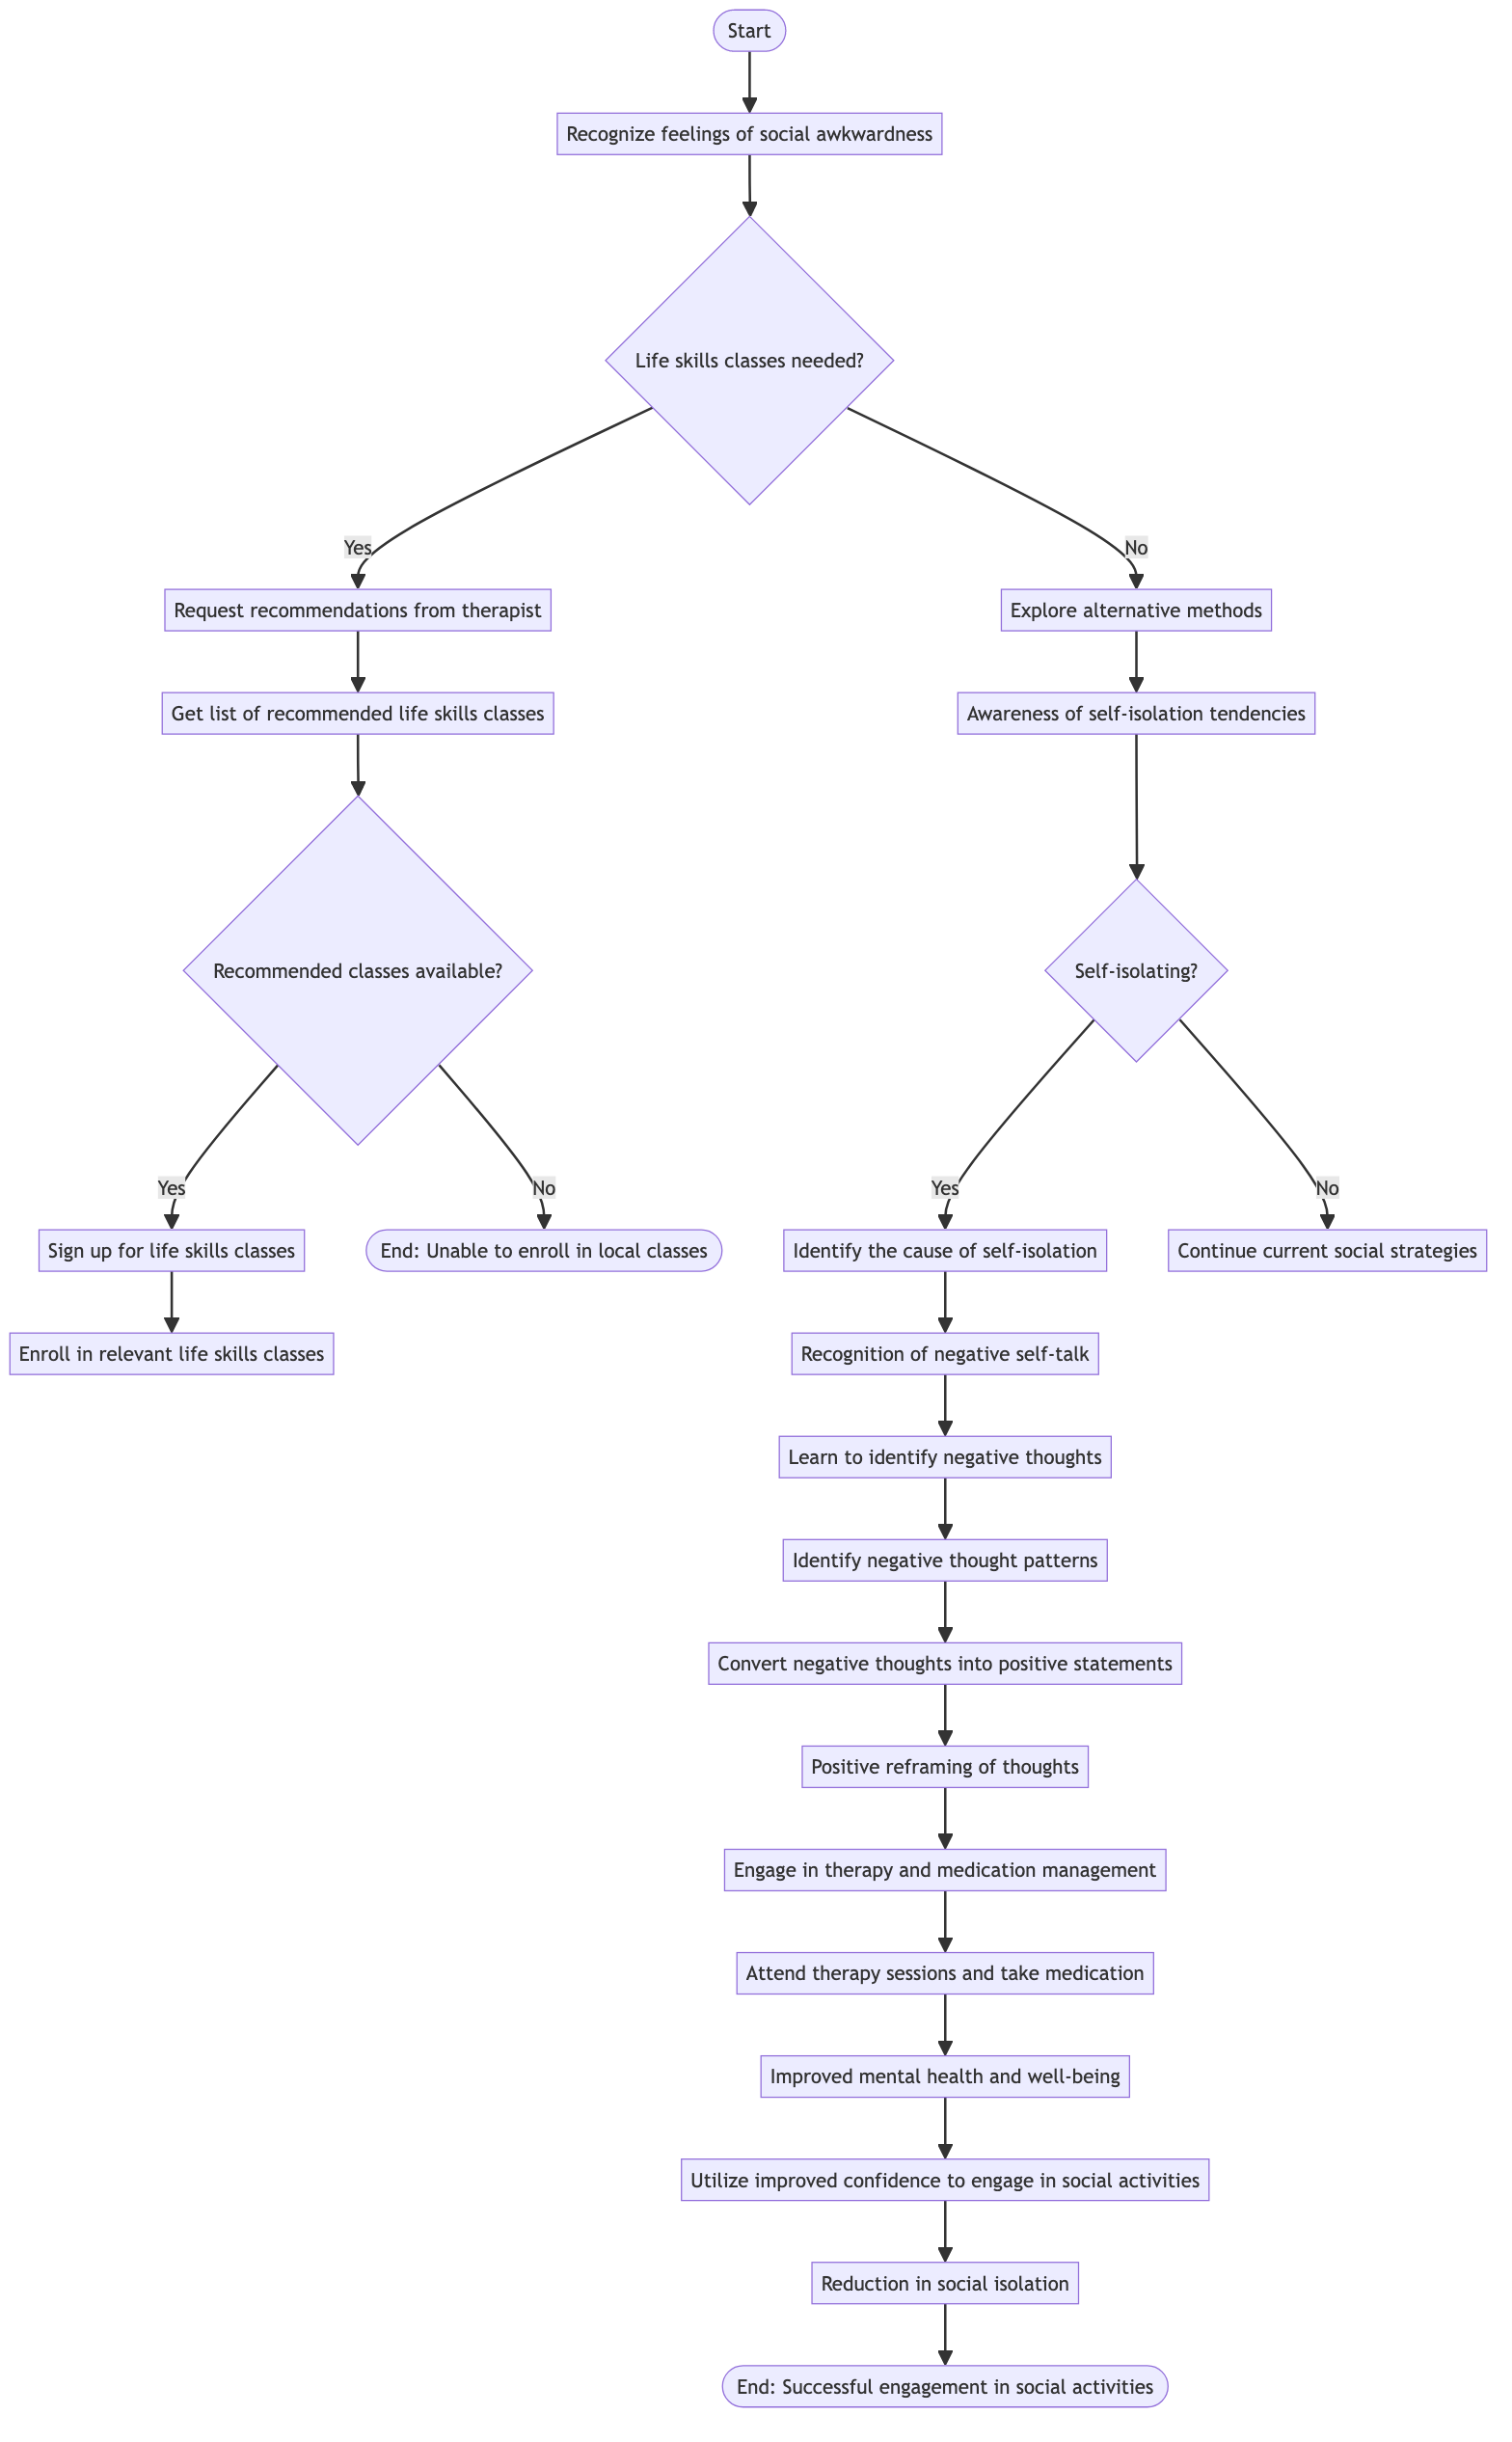 Start
Recognize feelings of social awkwardness
Life skills classes needed?
Yes
No
Request recommendations from therapist
Explore alternative methods
Get list of recommended life skills classes
Awareness of self-isolation tendencies
Recommended classes available?
Self-isolating?
Yes
No
Yes
No
Sign up for life skills classes
End: Unable to enroll in local classes
Identify the cause of self-isolation
Continue current social strategies
Enroll in relevant life skills classes
Recognition of negative self-talk
Learn to identify negative thoughts
Identify negative thought patterns
Convert negative thoughts into positive statements
Positive reframing of thoughts
Engage in therapy and medication management
Attend therapy sessions and take medication
Improved mental health and well-being
Utilize improved confidence to engage in social activities
Reduction in social isolation
End: Successful engagement in social activities